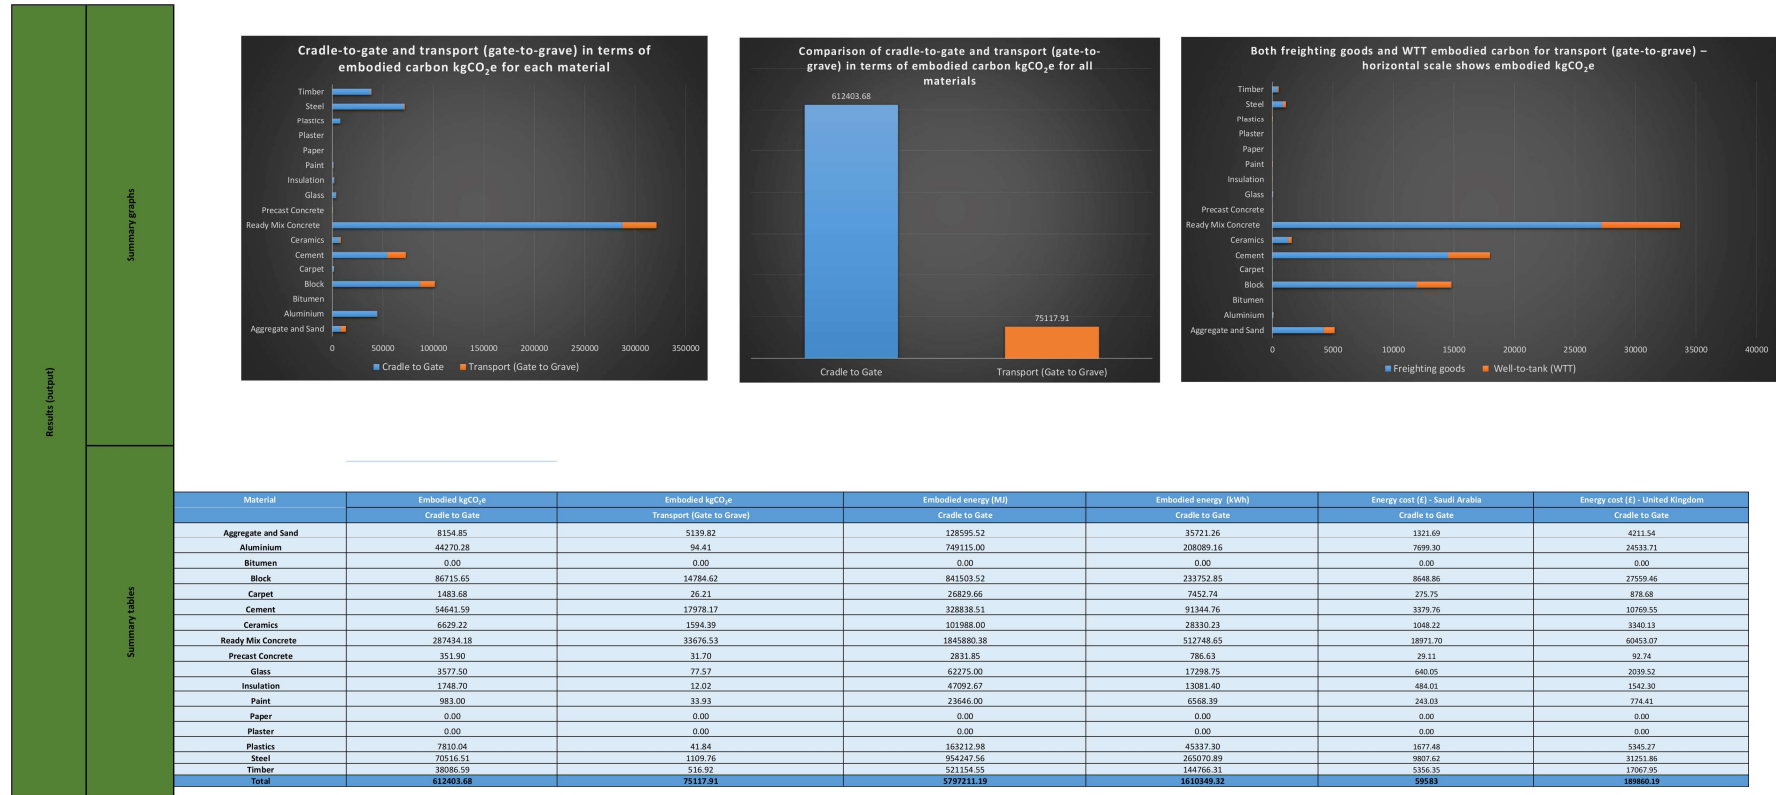 Results (output)
Summary graphs
Summary tables
Cradle-to-gate and transport (gate-to-grave) in terms of
embodied carbon kgCO₂e for each material
Timber
Steel
Plastics
Plaster
Paper
Paint
Insulation
Glass
Precast Concrete
Ready Mix Concrete
Ceramics
Cement
Carpet
Block
Bitumen
Aluminium
Aggregate and Sand
0 50000 100000 150000 200000 250000 300000 350000
Cradle to Gate Transport (Gate to Grave)
Comparison of cradle-to-gate and transport (gate-to-
grave) in terms of embodied carbon kgCO₂e for all
materials
612403.68
75117.91
Cradle to Gate Transport (Gate to Grave)
Both freighting goods and WTT embodied carbon for transport (gate-to-grave) –
horizontal scale shows embodied kgCO₂e
Timber
Steel
Plastics
Plaster
Paper
Paint
Insulation
Glass
Precast Concrete
Ready Mix Concrete
Ceramics
Cement
Carpet
Block
Bitumen
Aluminium
Aggregate and Sand
0 5000 10000 15000 20000 25000 30000 35000 40000
Freighting goods Well-to-tank (WTT)
Material Embodied kgCO₂e Embodied kgCO₂e Embodied energy (MJ) Embodied energy (kWh) Energy cost (£) - Saudi Arabia Energy cost (£) - United Kingdom
Cradle to Gate Transport (Gate to Grave) Cradle to Gate Cradle to Gate Cradle to Gate Cradle to Gate
Aggregate and Sand 8154.85 5139.82 128595.52 35721.26 1321.69 4211.54
Aluminium 44270.28 94.41 749115.00 208089.16 7699.30 24533.71
Bitumen 0.00 0.00 0.00 0.00 0.00 0.00
Block 86715.65 14784.62 841503.52 233752.85 8648.86 27559.46
Carpet 1483.68 26.21 26829.66 7452.74 275.75 878.68
Cement 54641.59 17978.17 328838.51 91344.76 3379.76 10769.55
Ceramics 6629.22 1594.39 101988.00 28330.23 1048.22 3340.13
Ready Mix Concrete 287434.18 33676.53 1845880.38 512748.65 18971.70 60453.07
Precast Concrete 351.90 31.70 2831.85 786.63 29.11 92.74
Glass 3577.50 77.57 62275.00 17298.75 640.05 2039.52
Insulation 1748.70 12.02 47092.67 13081.40 484.01 1542.30
Paint 983.00 33.93 23646.00 6568.39 243.03 774.41
Paper 0.00 0.00 0.00 0.00 0.00 0.00
Plaster 0.00 0.00 0.00 0.00 0.00 0.00
Plastics 7810.04 41.84 163212.98 45337.30 1677.48 5345.27
Steel 70516.51 1109.76 954247.56 265070.89 9807.62 31251.86
Timber 38086.59 516.92 521154.55 144766.31 5356.35 17067.95
Total 612403.68 75117.91 5797211.19 1610349.32 59583 189860.19